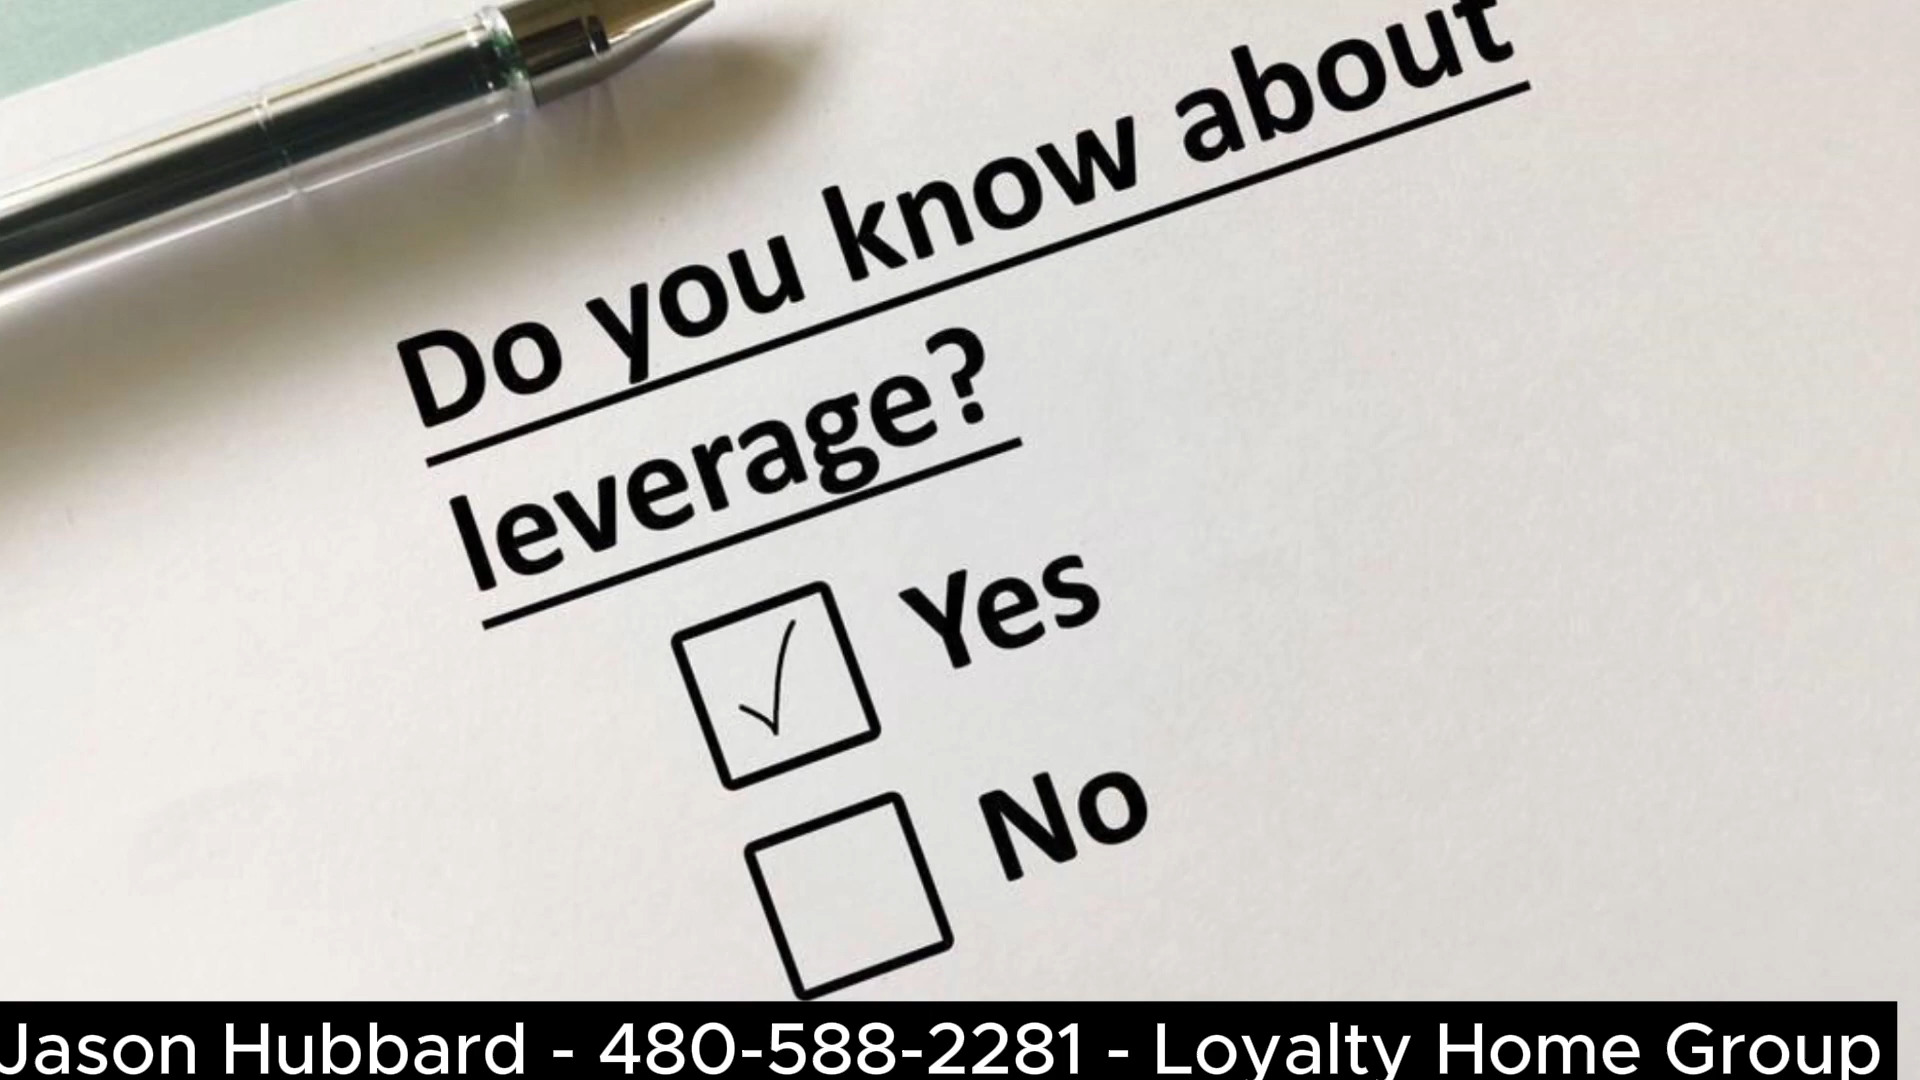 Do you know about
leverage?
Yes
No
Jason Hubbard - 480-588-2281 - Loyalty Home Group